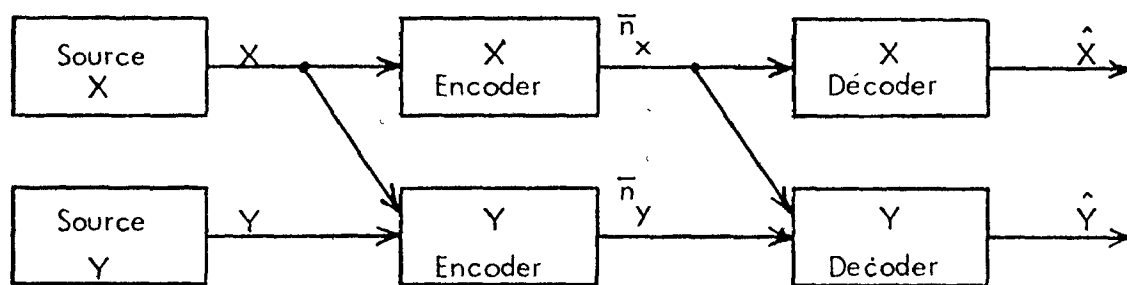 n̄x
Source X
X
X Encoder
X Decoder
X̂
n̄y
Source Y
Y
Y Encoder
Y Decoder
Ŷ